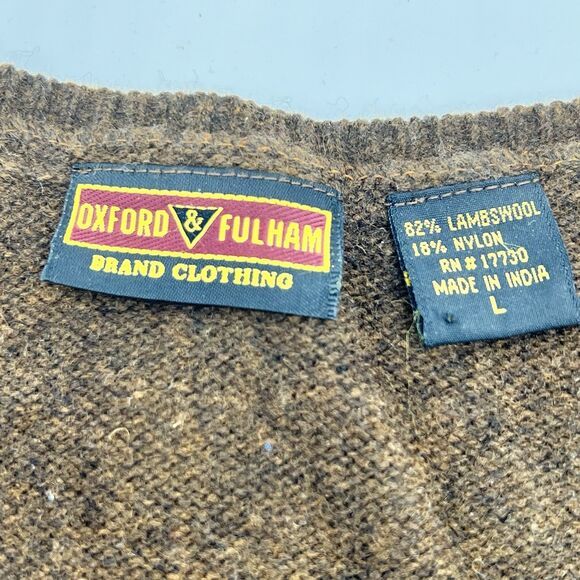 OXFORD & FULHAM
BRAND CLOTHING
82% LAMBSWOOL
18% NYLON
RN # 17730
MADE IN INDIA
L